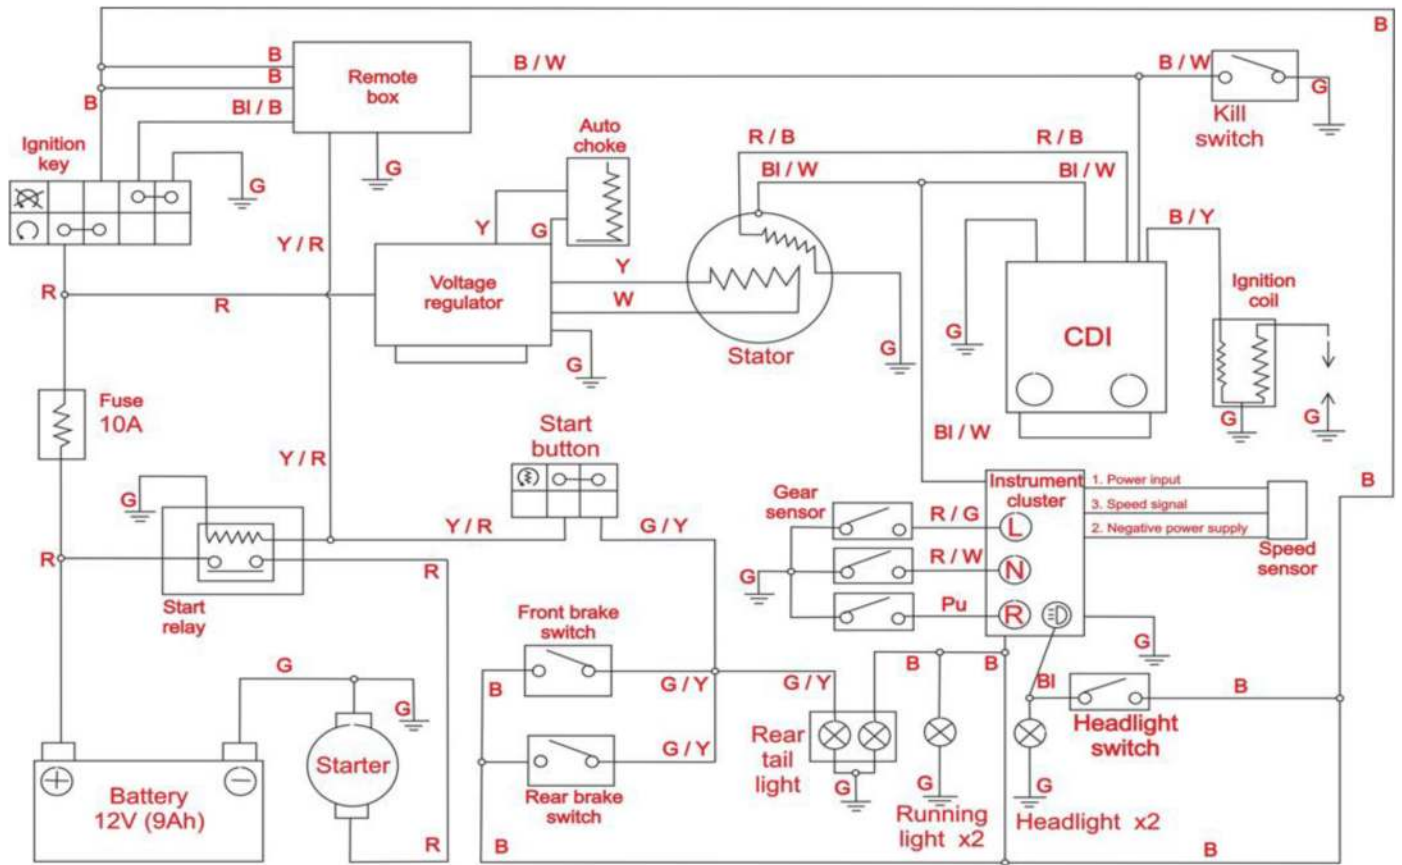 B
B
B
B
Bl / B
Remote
box
B / W
B / W
Kill
switch
G
Ignition
key
G
G
Auto
choke
R / B
R / B
Bl / W
Bl / W
B / Y
Y
G
Y / R
R
R
Voltage
regulator
Y
W
G
Stator
G
G
CDI
Ignition
coil
G
G
Fuse
10A
Start
button
Bl / W
B
Y / R
G
Y / R
G / Y
Gear
sensor
R / G
R / W
Pu
G
Instrument
cluster
L
N
R
1. Power input
3. Speed signal
2. Negative power supply
Speed
sensor
G
R
R
Start
relay
Front brake
switch
B
G / Y
G / Y
B
B
Bl
B
Headlight
switch
G
G
Starter
Battery
12V (9Ah)
R
G / Y
Rear brake
switch
Rear
tail
light
G
G
Running
light x2
G
Headlight x2
B
B